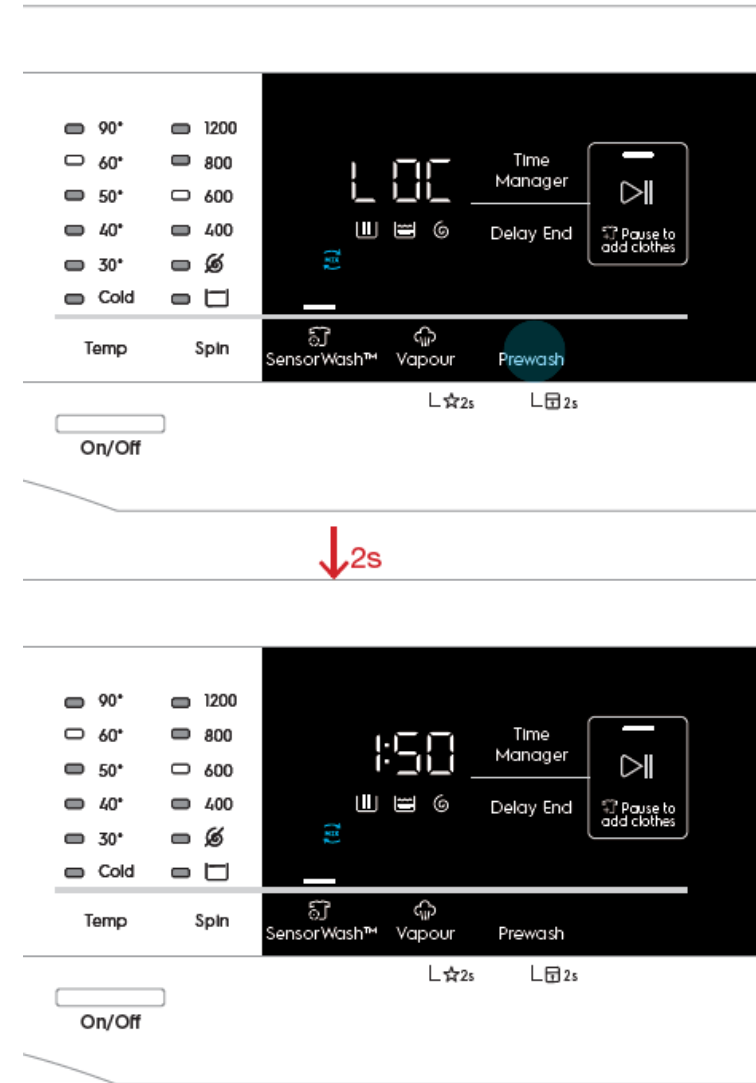 90° 1200
60° 800
50° 600
40° 400
30°
Cold
LOC
Time
Manager
Delay End
Pause to
add clothes
MIX
Temp Spin SensorWash™ Vapour Prewash
2s 2s
On/Off
2s
90° 1200
60° 800
50° 600
40° 400
30°
Cold
1:50
Time
Manager
Delay End
Pause to
add clothes
MIX
Temp Spin SensorWash™ Vapour Prewash
2s 2s
On/Off